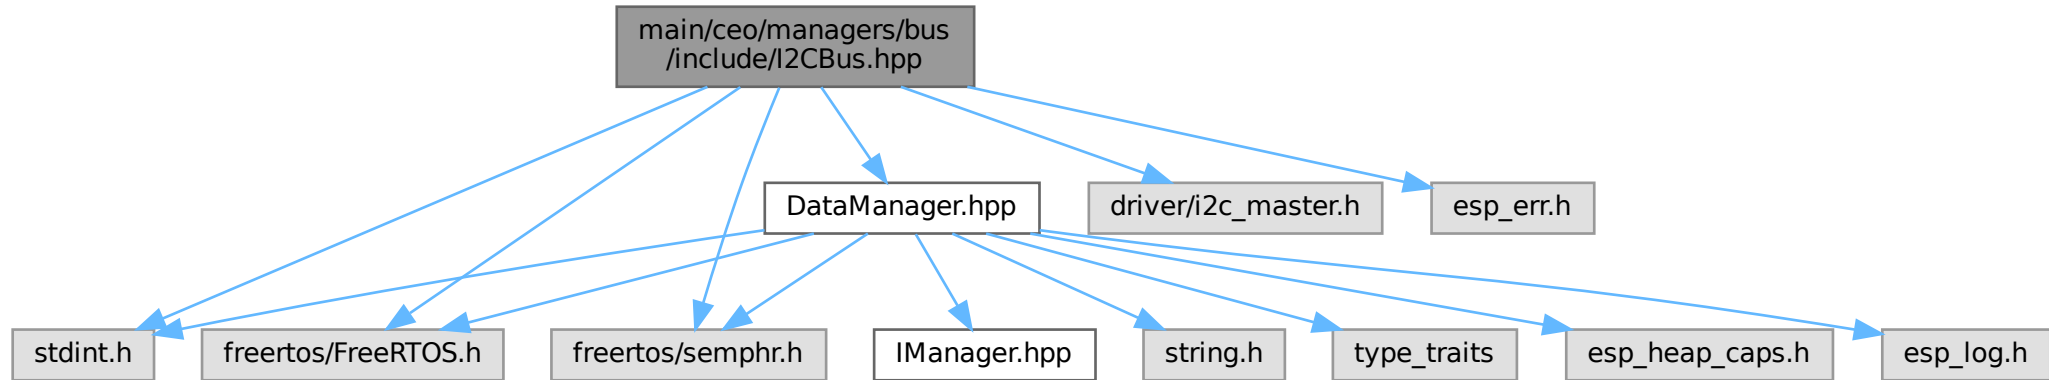 main/ceo/managers/bus
/include/I2CBus.hpp
DataManager.hpp
driver/i2c_master.h
esp_err.h
stdint.h
freertos/FreeRTOS.h
freertos/semphr.h
IManager.hpp
string.h
type_traits
esp_heap_caps.h
esp_log.h